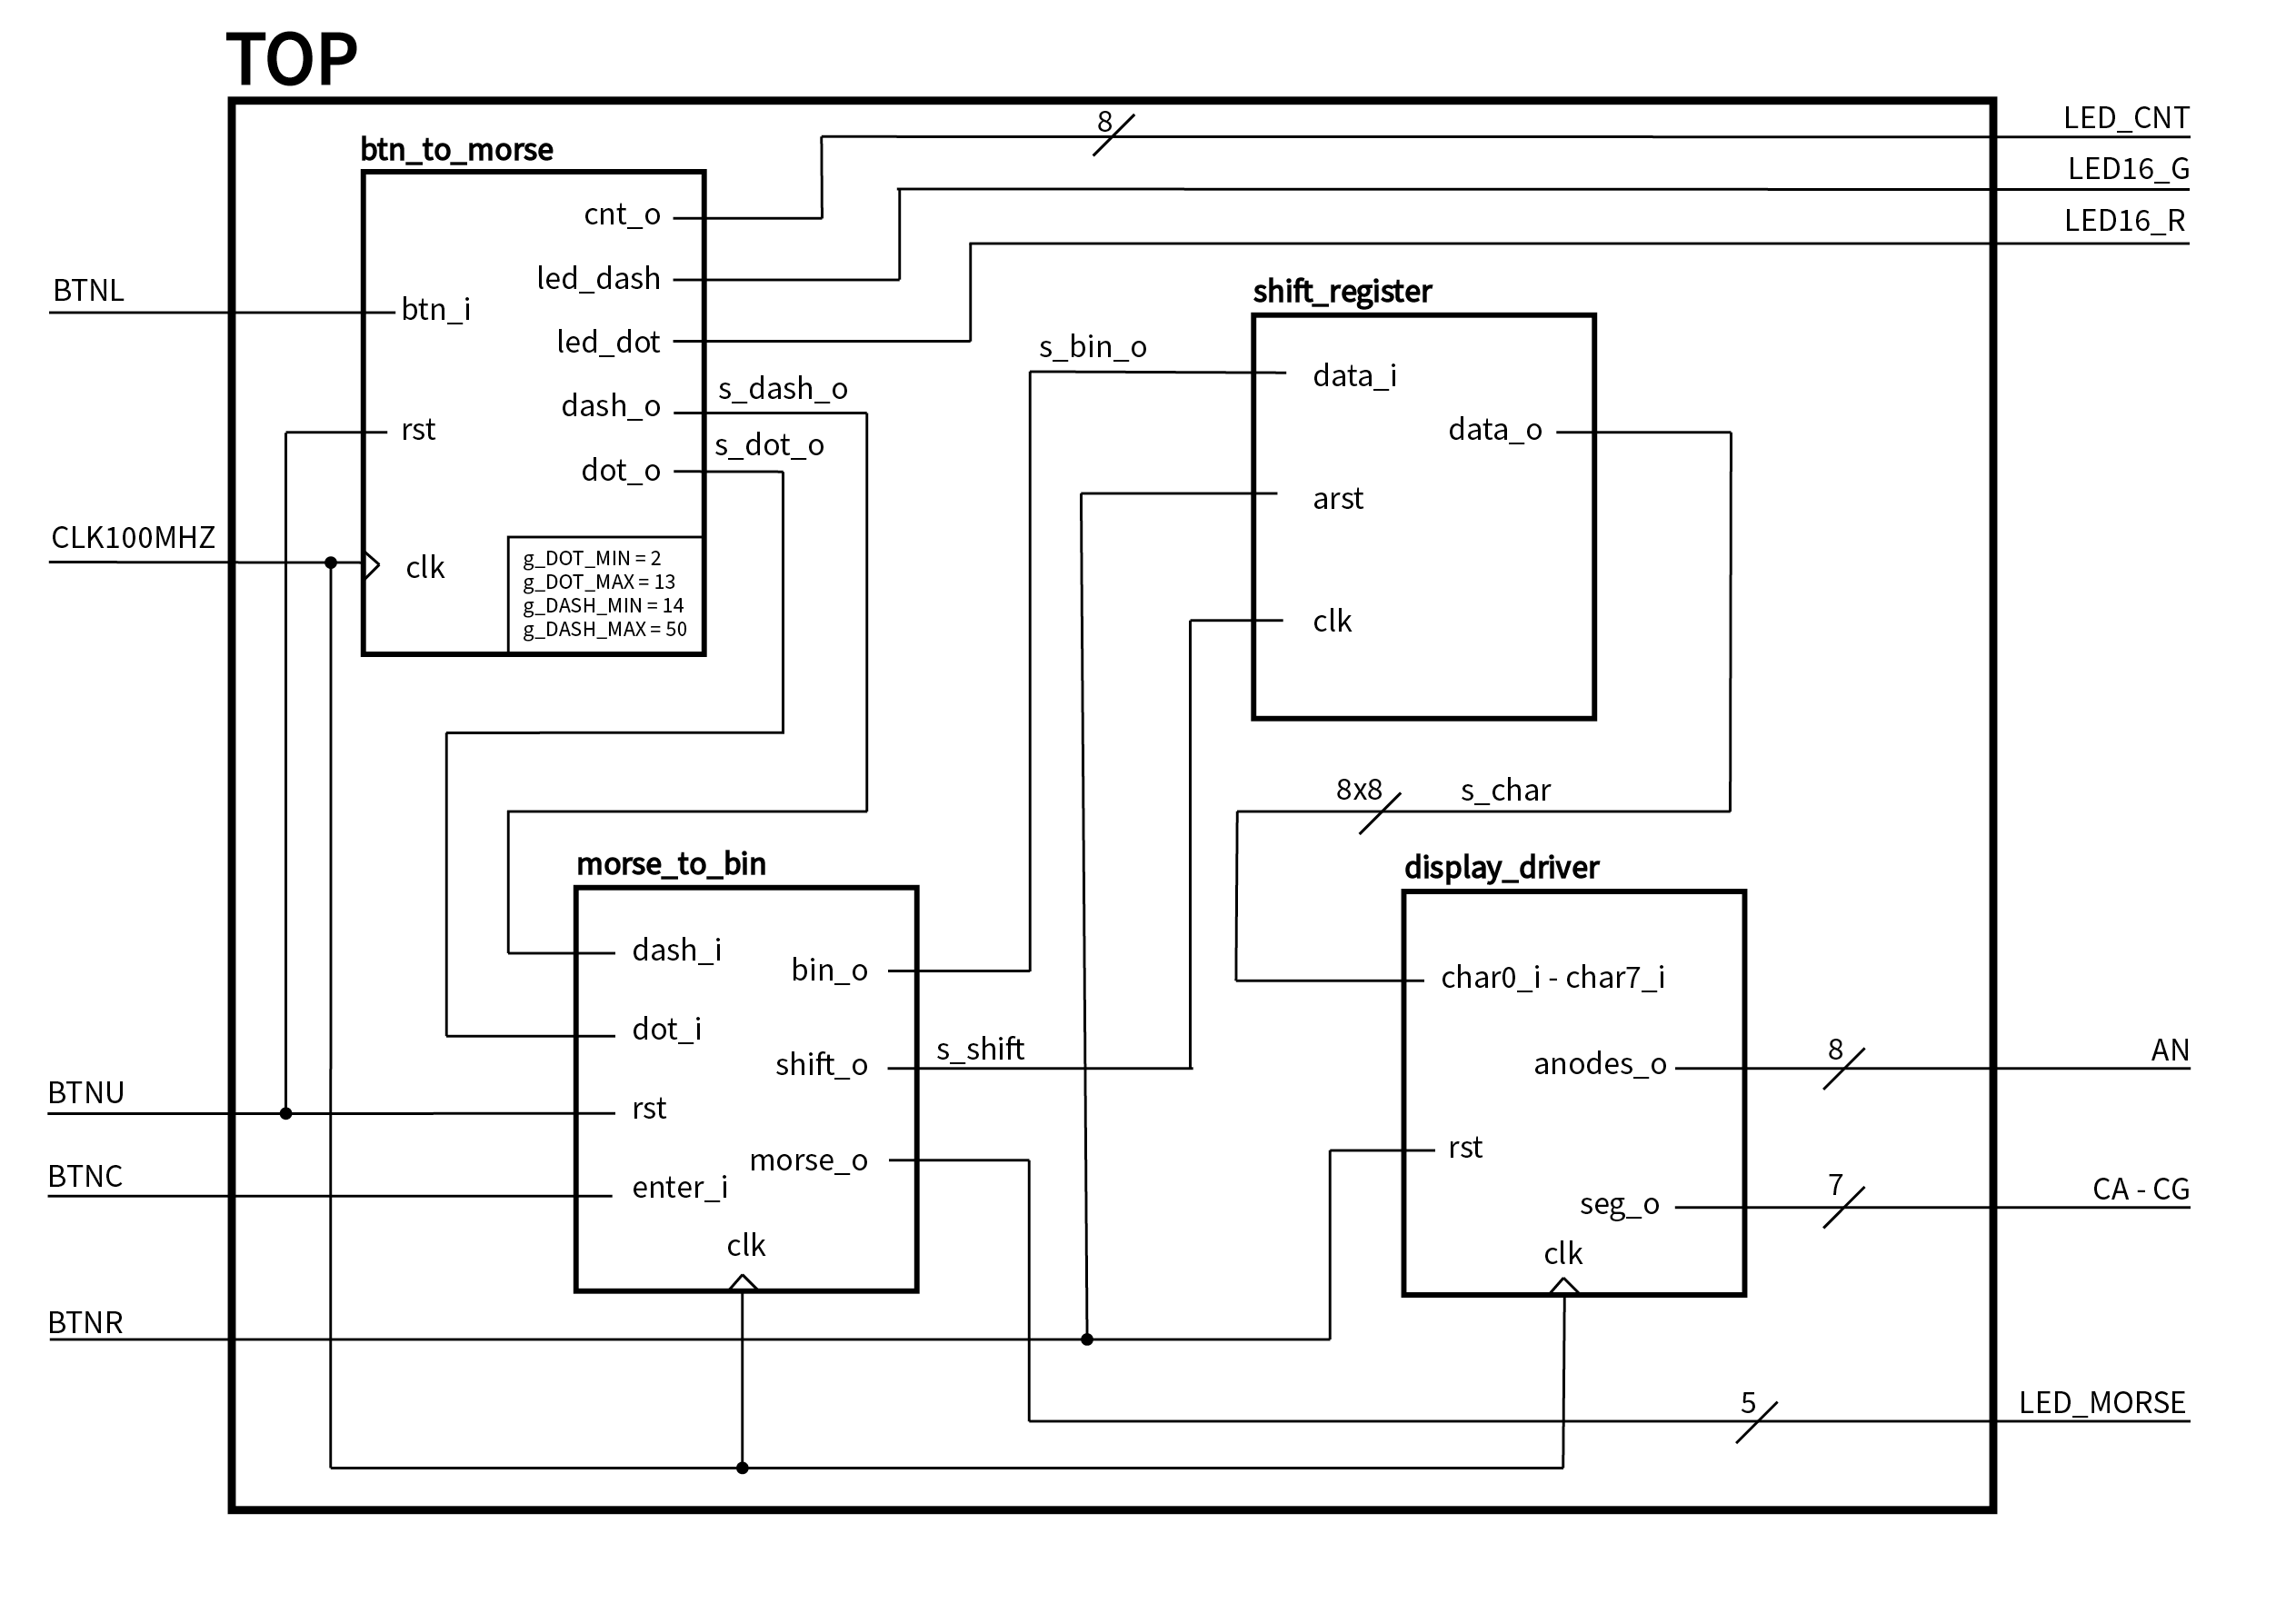 TOP
8
LED_CNT
LED16_G
LED16_R
btn_to_morse
cnt_o
led_dash
led_dot
dash_o
dot_o
BTNL
btn_i
rst
CLK100MHZ
clk
g_DOT_MIN = 2
g_DOT_MAX = 13
g_DASH_MIN = 14
g_DASH_MAX = 50
s_dash_o
s_dot_o
shift_register
s_bin_o
data_i
data_o
arst
clk
8x8
s_char
morse_to_bin
dash_i
bin_o
dot_i
shift_o
s_shift
BTNU
rst
morse_o
BTNC
enter_i
clk
BTNR
display_driver
char0_i - char7_i
anodes_o
8
AN
rst
seg_o
7
CA - CG
clk
5
LED_MORSE